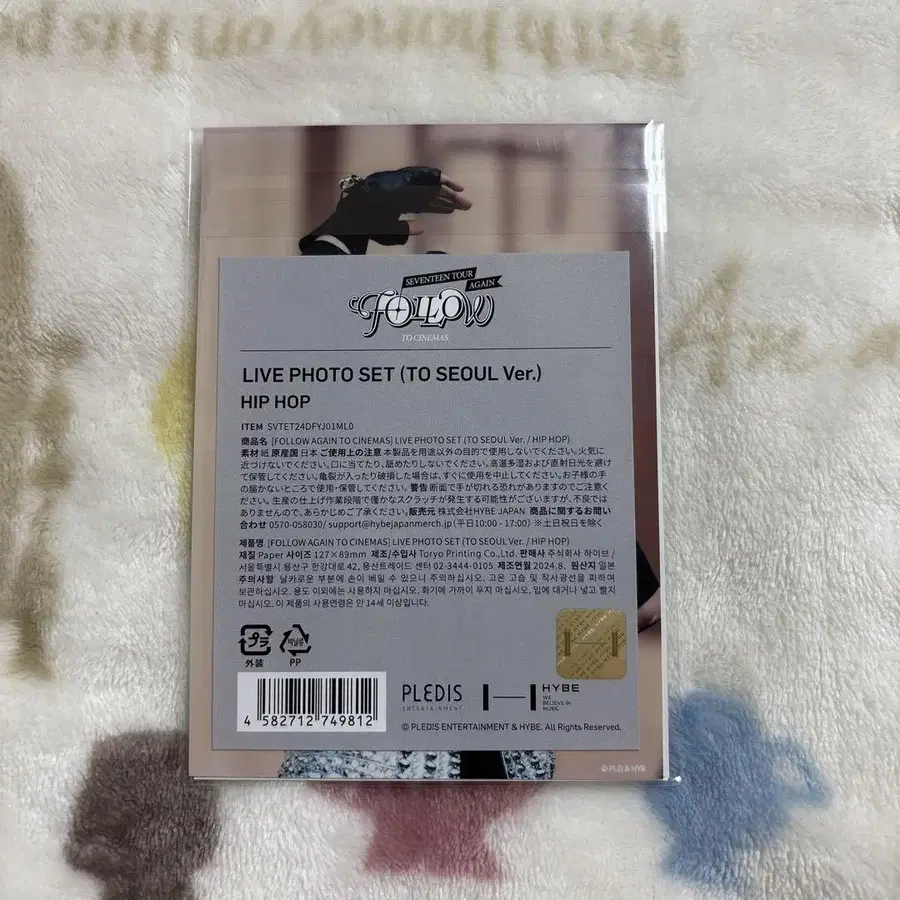 with honey on his p
SEVENTEEN TOUR
AGAIN
FOLLOW
TO CINEMAS
LIVE PHOTO SET (TO SEOUL Ver.)
HIP HOP
ITEM SVTET24DFYJ01ML0
商品名 [FOLLOW AGAIN TO CINEMAS] LIVE PHOTO SET (TO SEOUL Ver. / HIP HOP)
素材 紙 原産国 日本 ご使用上の注意 本製品を用途以外の目的で使用しないでください。火気に
近づけないでください。口に当てたり、舐めたりしないでください。高温多湿および直射日光を避け
て保管してください。亀裂が入ったり破損した場合は、すぐに使用を中止してください。お子様の手
の届かないところで使用・保管してください。警告 断面で手が切れる恐れがありますのでご注意く
ださい。生産の仕上げ作業段階で僅かなスクラッチが発生する可能性がございますが、不良では
ありませんので、あらかじめご了承ください。販売元 株式会社HYBE JAPAN 商品に関するお問い
合わせ 0570-058030/ support@hybejapanmerch.jp (平日10:00 - 17:00) ※土日祝日を除く
제품명 [FOLLOW AGAIN TO CINEMAS] LIVE PHOTO SET (TO SEOUL Ver. / HIP HOP)
재질 Paper 사이즈 127×89mm 제조/수입사 Toryo Printing Co.,Ltd. 판매사 주식회사 하이브/
서울특별시 용산구 한강대로 42, 용산트레이드 센터 02-3444-0105 제조연월 2024.8. 원산지 일본
주의사항 날카로운 부분에 손이 베일 수 있으니 주의하십시오. 고온 고습 및 직사광선을 피하여
보관하십시오. 용도 이외에는 사용하지 마십시오. 화기에 가까이 두지 마십시오. 입에 대거나 넣고 빨지
마십시오. 이 제품의 사용연령은 만 14세 이상입니다.
プラ
外装
비닐류
PP
4 582712 749812
PLEDIS
ENTERTAINMENT
HYBE
WE
BELIEVE IN
MUSIC
© PLEDIS ENTERTAINMENT & HYBE. All Rights Reserved.
© PLD & HYB.